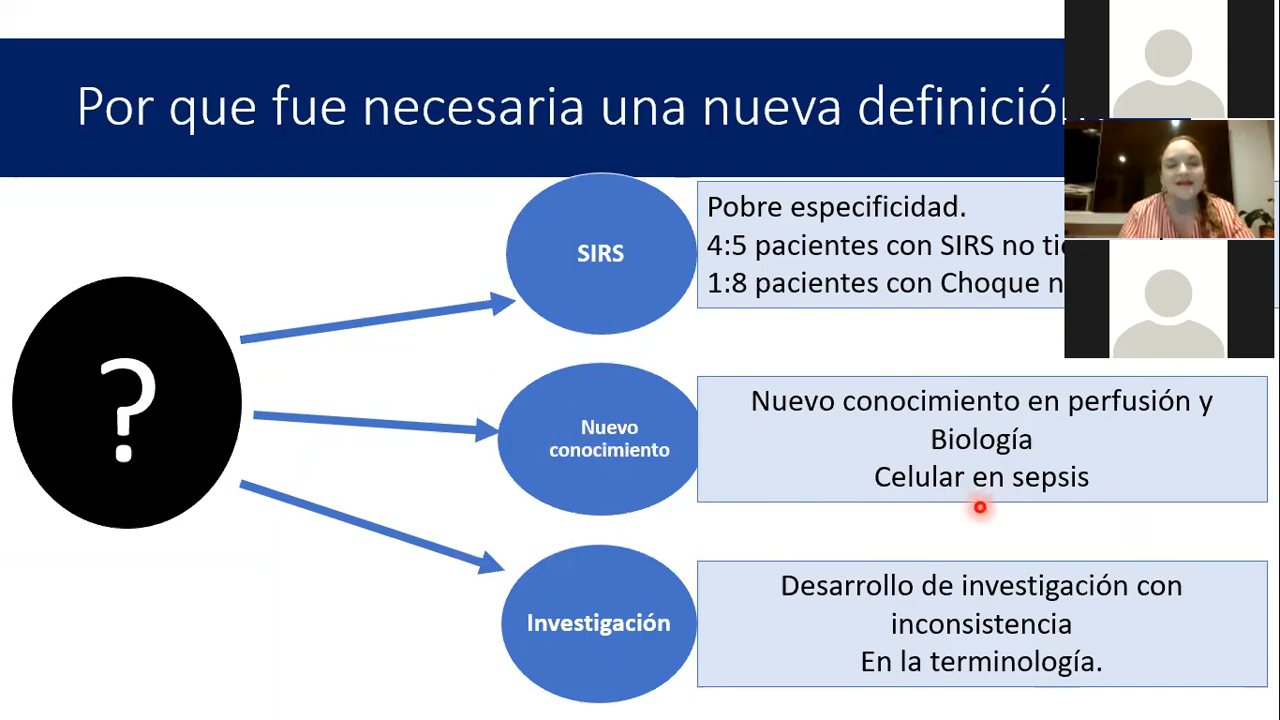 Por que fue necesaria una nueva definición
SIRS
Pobre especificidad.
4:5 pacientes con SIRS no
1:8 pacientes con Choque
?
Nuevo
conocimiento
Nuevo conocimiento en perfusión y
Biología
Celular en sepsis
Investigación
Desarrollo de investigación con
inconsistencia
En la terminología.